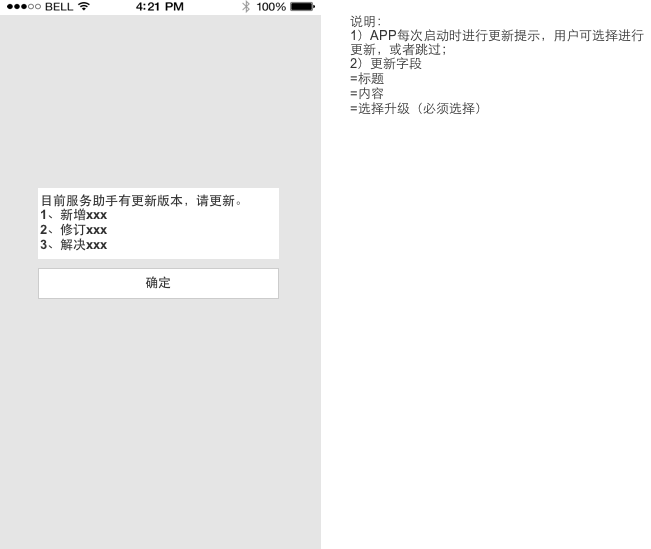 BELL
4:21 PM
100%
目前服务助手有更新版本，请更新。
1、新增xxx
2、修订xxx
3、解决xxx
确定
说明：
1）APP每次启动时进行更新提示，用户可选择进行
更新，或者跳过；
2）更新字段
=标题
=内容
=选择升级（必须选择）